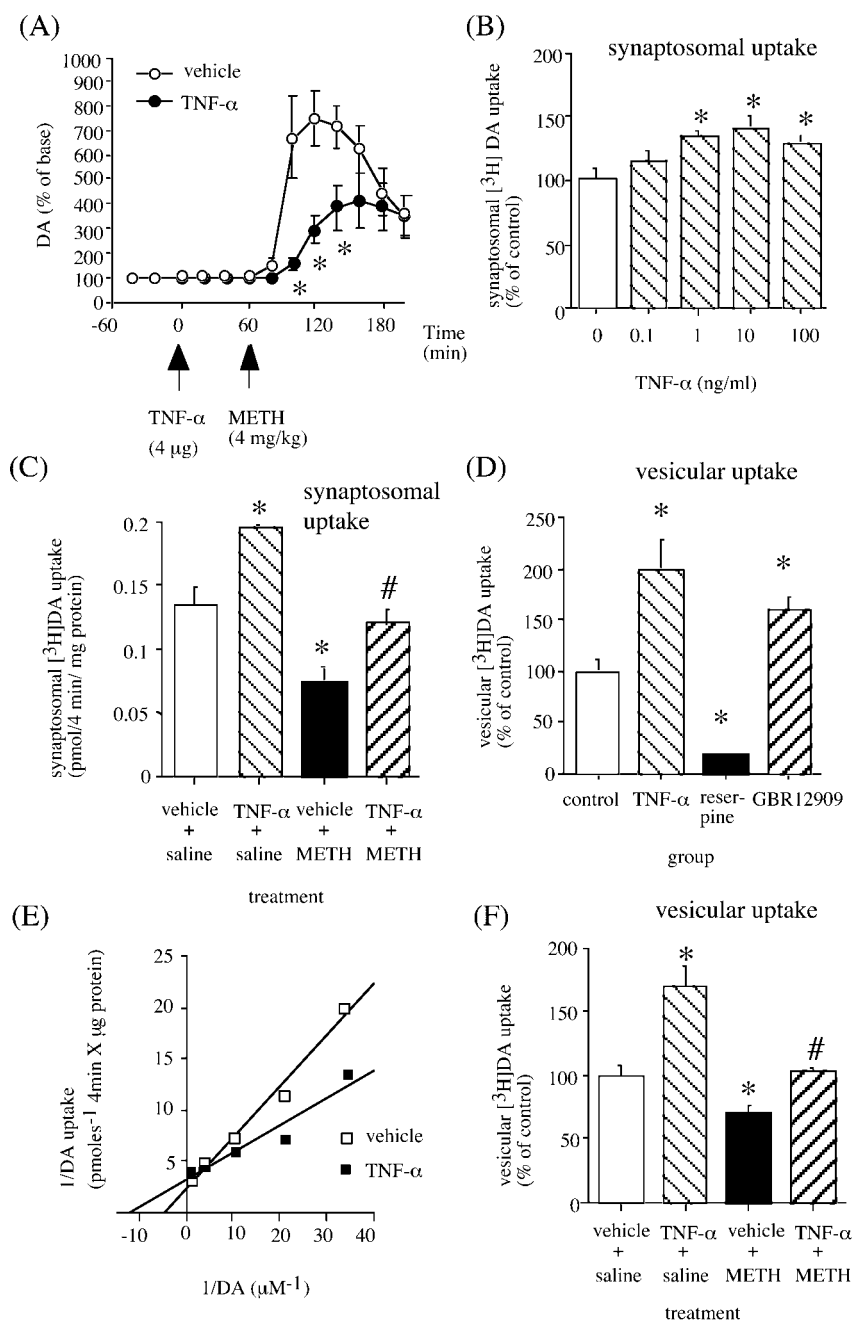 (A)
1000
900
800
700
600
500
400
300
200
100
0
DA (% of base)
vehicle
TNF-α
*
*
*
-60
0
60
120
180
Time
(min)
TNF-α
(4 μg)
METH
(4 mg/kg)
(B)
synaptosomal uptake
synaptosomal [³H] DA uptake
(% of control)
200
150
100
50
0
*
*
*
0
0.1
1
10
100
TNF-α (ng/ml)
(C)
synaptosomal
uptake
synaptosomal [³H]DA uptake
(pmol/4 min/ mg protein)
0.2
0.15
0.1
0.05
0
*
*
#
vehicle
+
saline
TNF-α
+
saline
vehicle
+
METH
TNF-α
+
METH
treatment
(D)
vesicular uptake
vesicular [³H]DA uptake
(% of control)
250
200
150
100
50
0
*
*
*
control
TNF-α
reser-
pine
GBR12909
group
(E)
1/DA uptake
(pmoles⁻¹ 4min X μg protein)
25
20
15
10
5
vehicle
TNF-α
-10
0
10
20
30
40
1/DA (μM⁻¹)
(F)
vesicular uptake
vesicular [³H]DA uptake
(% of control)
200
150
100
50
0
*
*
#
vehicle
+
saline
TNF-α
+
saline
vehicle
+
METH
TNF-α
+
METH
treatment